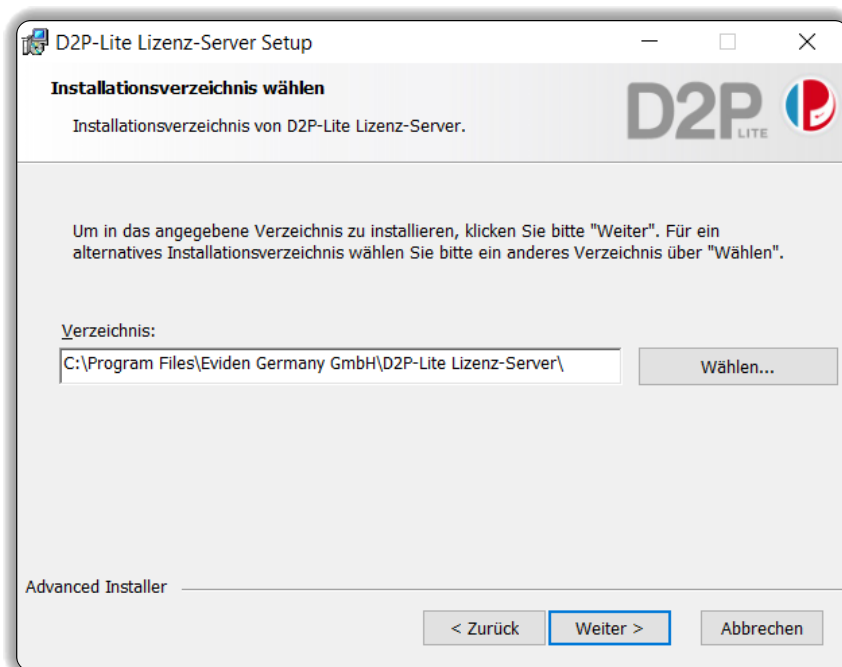 D2P-Lite Lizenz-Server Setup
Installationsverzeichnis wählen
Installationsverzeichnis von D2P-Lite Lizenz-Server.
D2P LITE
Um in das angegebene Verzeichnis zu installieren, klicken Sie bitte "Weiter". Für ein
alternatives Installationsverzeichnis wählen Sie bitte ein anderes Verzeichnis über "Wählen".
Verzeichnis:
C:\Program Files\Eviden Germany GmbH\D2P-Lite Lizenz-Server\
Wählen...
Advanced Installer
< Zurück
Weiter >
Abbrechen